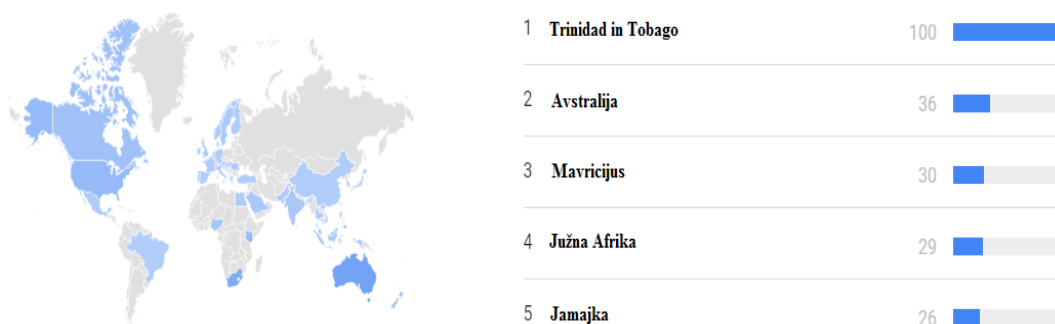 1 Trinidad in Tobago 100
2 Avstralija 36
3 Mavricijus 30
4 Južna Afrika 29
5 Jamajka 26